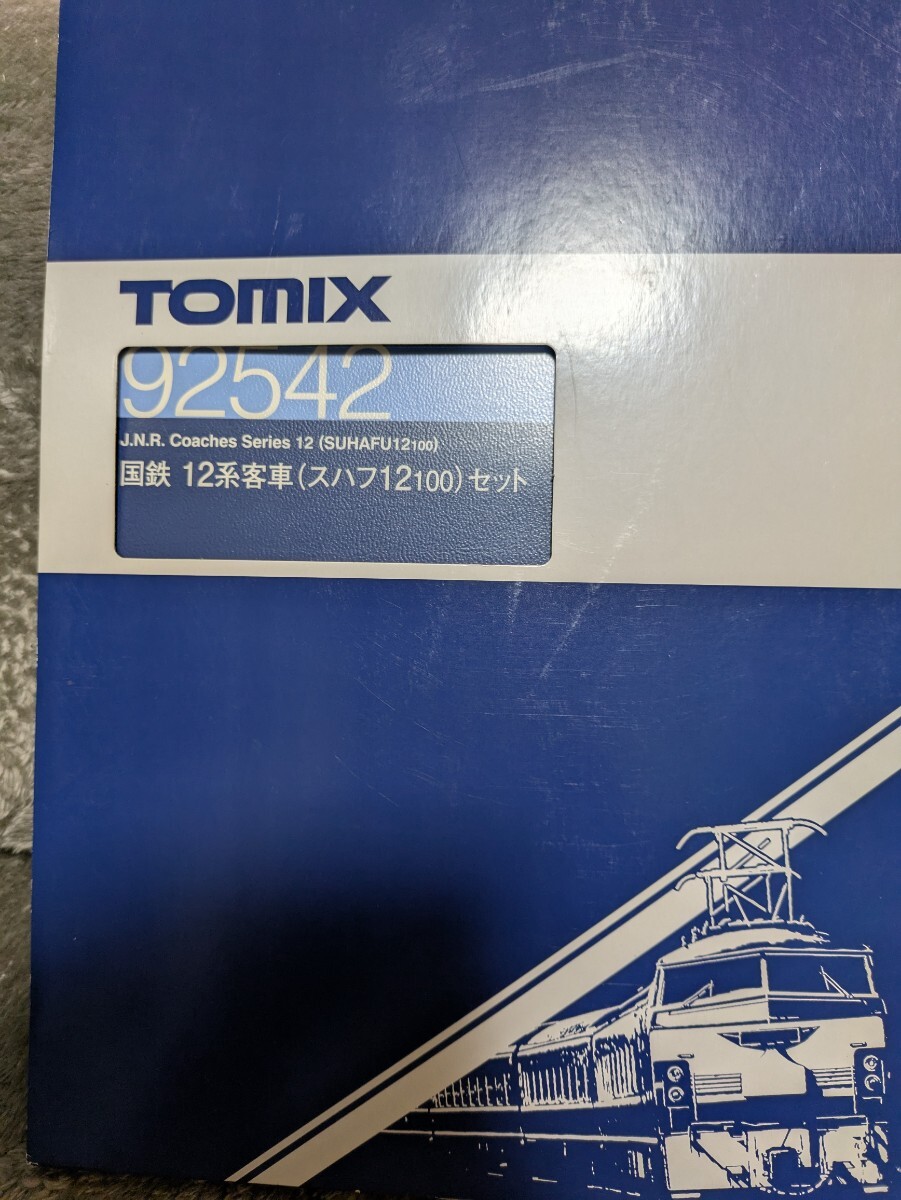 TOMIX
92542
J.N.R. Coaches Series 12 (SUHAFU12100)
国鉄 12系客車(スハフ12100)セット